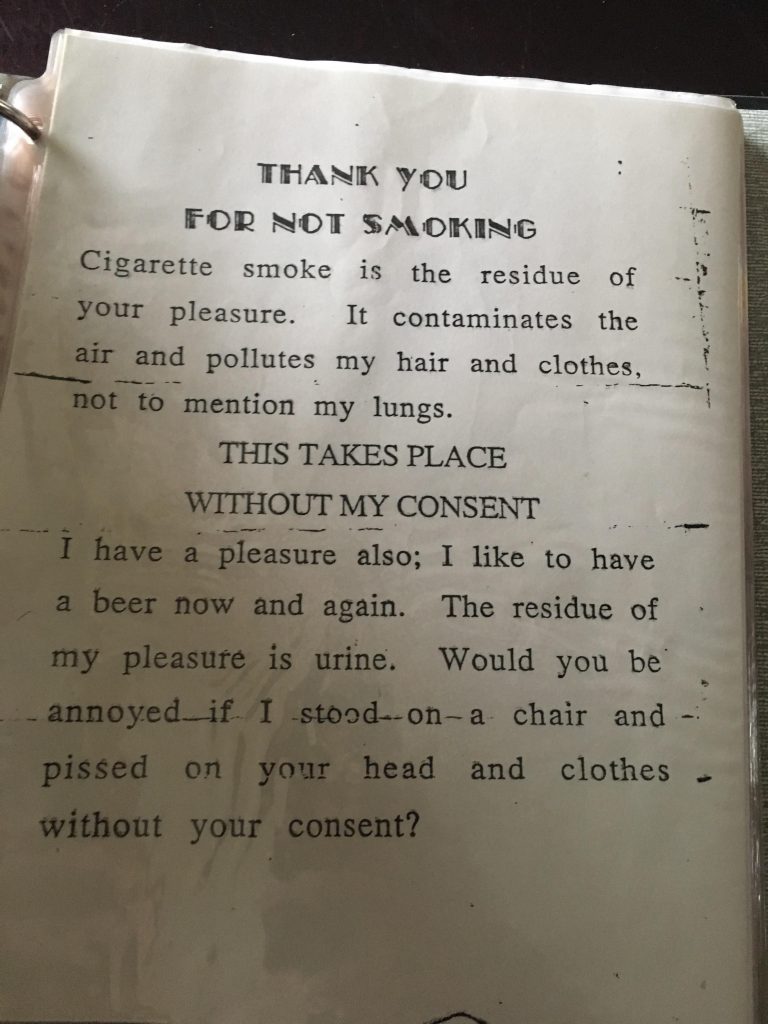 THANK YOU
FOR NOT SMOKING
Cigarette smoke is the residue of
your pleasure. It contaminates the
air and pollutes my hair and clothes,
not to mention my lungs.
THIS TAKES PLACE
WITHOUT MY CONSENT
I have a pleasure also; I like to have
a beer now and again. The residue of
my pleasure is urine. Would you be
annoyed if I stood on a chair and
pissed on your head and clothes
without your consent?